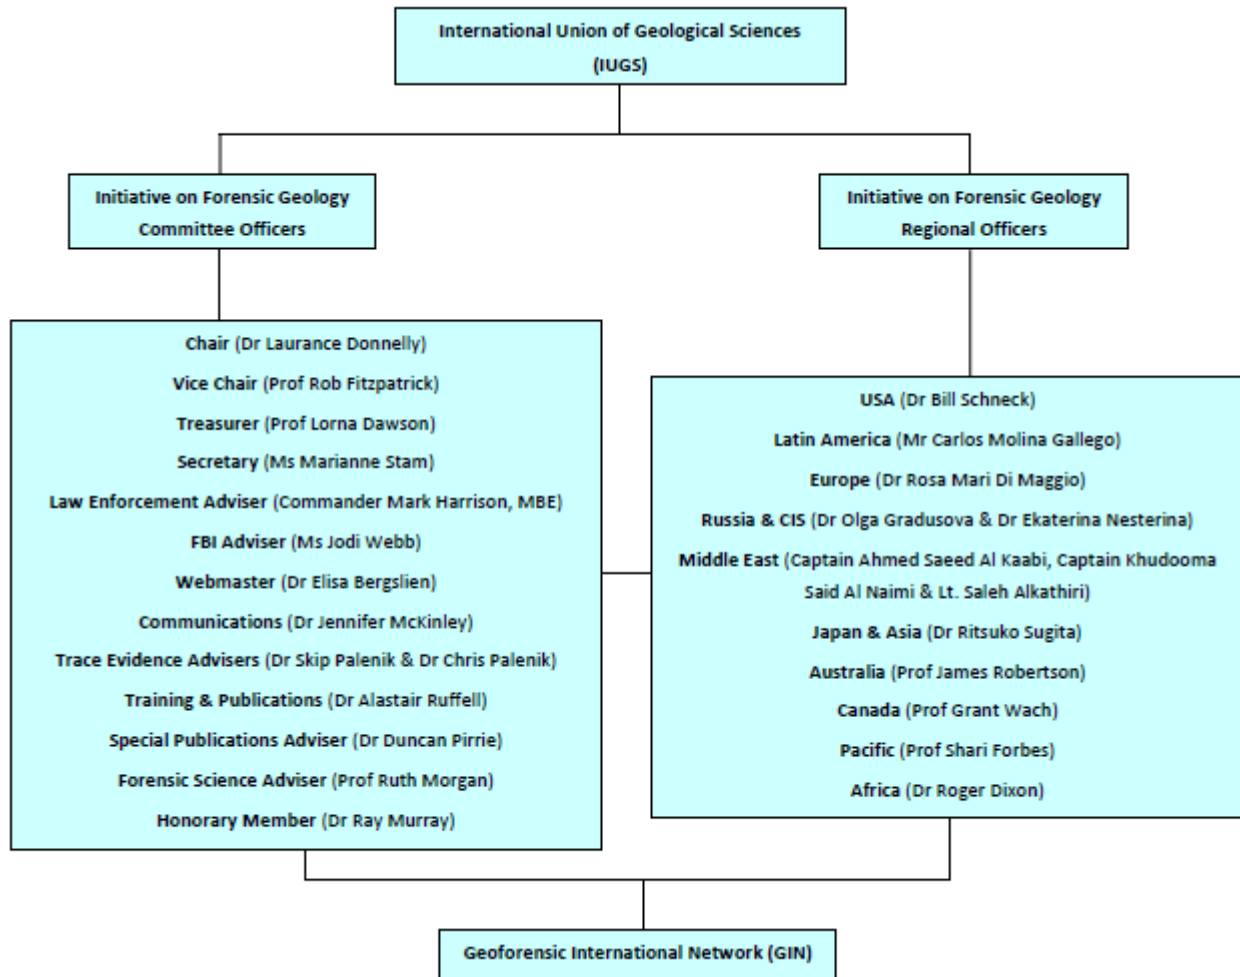 International Union of Geological Sciences
(IUGS)
Initiative on Forensic Geology
Committee Officers
Initiative on Forensic Geology
Regional Officers
Chair (Dr Laurance Donnelly)
Vice Chair (Prof Rob Fitzpatrick)
Treasurer (Prof Lorna Dawson)
Secretary (Ms Marianne Stam)
Law Enforcement Adviser (Commander Mark Harrison, MBE)
FBI Adviser (Ms Jodi Webb)
Webmaster (Dr Elisa Bergslien)
Communications (Dr Jennifer McKinley)
Trace Evidence Advisers (Dr Skip Palenik & Dr Chris Palenik)
Training & Publications (Dr Alastair Ruffell)
Special Publications Adviser (Dr Duncan Pirrie)
Forensic Science Adviser (Prof Ruth Morgan)
Honorary Member (Dr Ray Murray)
USA (Dr Bill Schneck)
Latin America (Mr Carlos Molina Gallego)
Europe (Dr Rosa Mari Di Maggio)
Russia & CIS (Dr Olga Gradusova & Dr Ekaterina Nesterina)
Middle East (Captain Ahmed Saeed Al Kaabi, Captain Khudooma
Said Al Naimi & Lt. Saleh Alkathiri)
Japan & Asia (Dr Ritsuko Sugita)
Australia (Prof James Robertson)
Canada (Prof Grant Wach)
Pacific (Prof Shari Forbes)
Africa (Dr Roger Dixon)
Geoforensic International Network (GIN)